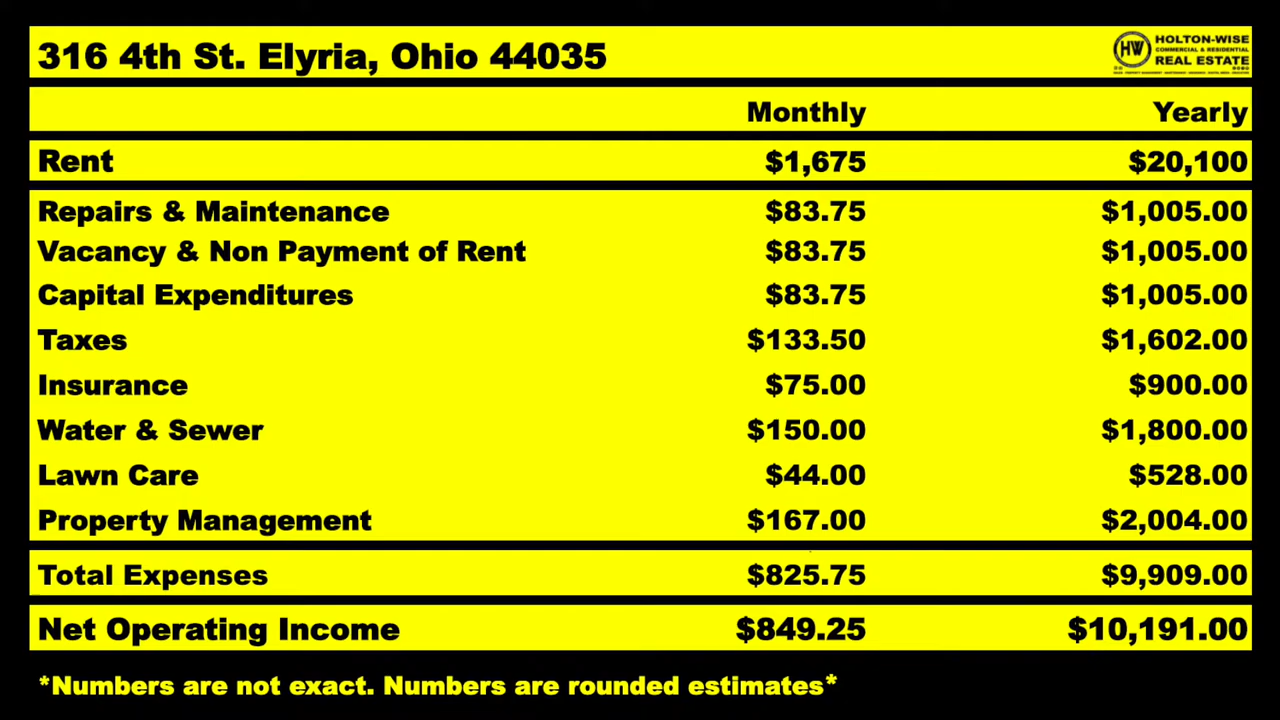 316 4th St. Elyria, Ohio 44035
HOLTON-WISE
COMMERCIAL & RESIDENTIAL
REAL ESTATE
HW
Monthly Yearly
Rent $1,675 $20,100
Repairs & Maintenance $83.75 $1,005.00
Vacancy & Non Payment of Rent $83.75 $1,005.00
Capital Expenditures $83.75 $1,005.00
Taxes $133.50 $1,602.00
Insurance $75.00 $900.00
Water & Sewer $150.00 $1,800.00
Lawn Care $44.00 $528.00
Property Management $167.00 $2,004.00
Total Expenses $825.75 $9,909.00
Net Operating Income $849.25 $10,191.00
*Numbers are not exact. Numbers are rounded estimates*